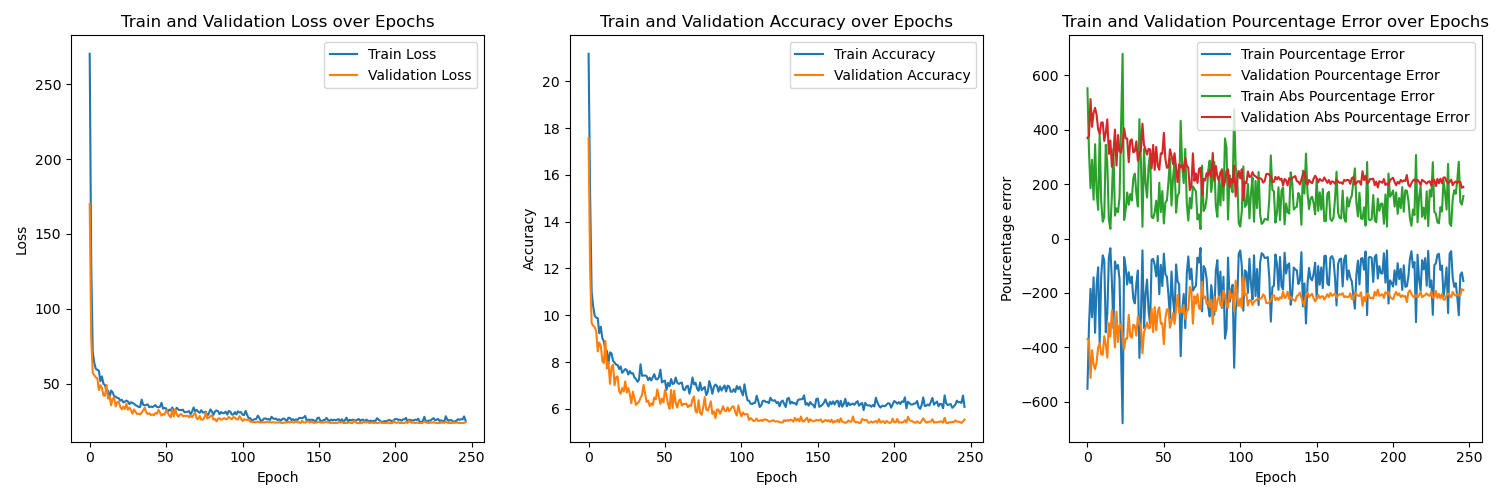 Train and Validation Loss over Epochs
Train Loss
Validation Loss
250
200
150
100
50
0
50
100
150
200
250
Loss
Epoch
Train and Validation Accuracy over Epochs
Train Accuracy
Validation Accuracy
20
18
16
14
12
10
8
6
0
50
100
150
200
250
Accuracy
Epoch
Train and Validation Pourcentage Error over Epochs
Train Pourcentage Error
Validation Pourcentage Error
Train Abs Pourcentage Error
Validation Abs Pourcentage Error
600
400
200
0
−200
−400
−600
0
50
100
150
200
250
Pourcentage error
Epoch